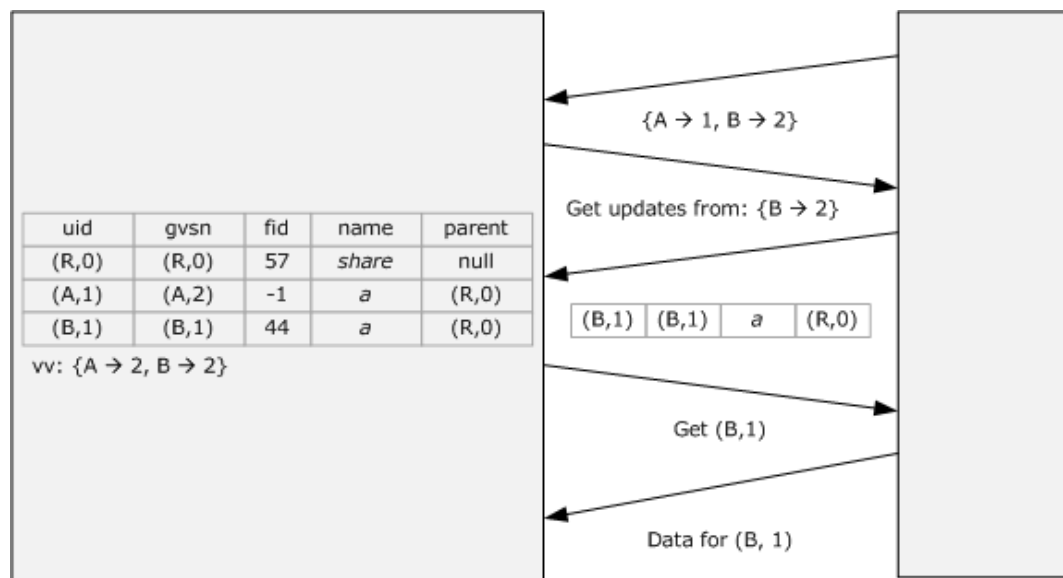 {A → 1, B → 2}
Get updates from: {B → 2}
uid gvsn fid name parent
(R,0) (R,0) 57 share null
(A,1) (A,2) -1 a (R,0)
(B,1) (B,1) 44 a (R,0)
vv: {A → 2, B → 2}
(B,1) (B,1) a (R,0)
Get (B,1)
Data for (B, 1)